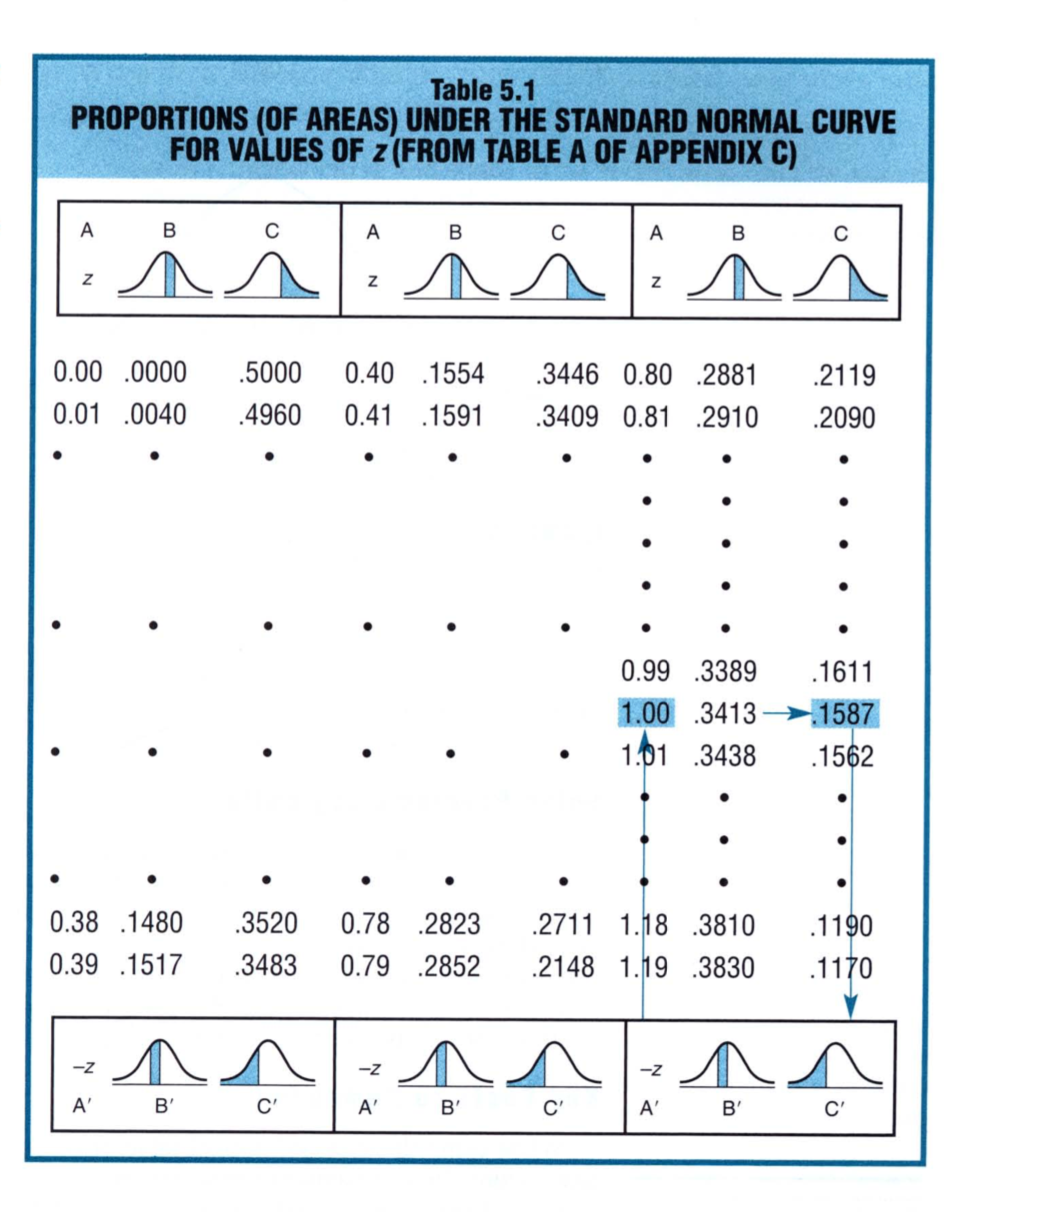 Table 5.1
PROPORTIONS (OF AREAS) UNDER THE STANDARD NORMAL CURVE
FOR VALUES OF z (FROM TABLE A OF APPENDIX C)
A B C A B C A B C
z z z
0.00 .0000 .5000 0.40 .1554 .3446 0.80 .2881 .2119
0.01 .0040 .4960 0.41 .1591 .3409 0.81 .2910 .2090
0.99 .3389 .1611
1.00 .3413 .1587
1.01 .3438 .1562
0.38 .1480 .3520 0.78 .2823 .2711 1.18 .3810 .1190
0.39 .1517 .3483 0.79 .2852 .2148 1.19 .3830 .1170
–z –z –z
A′ B′ C′ A′ B′ C′ A′ B′ C′